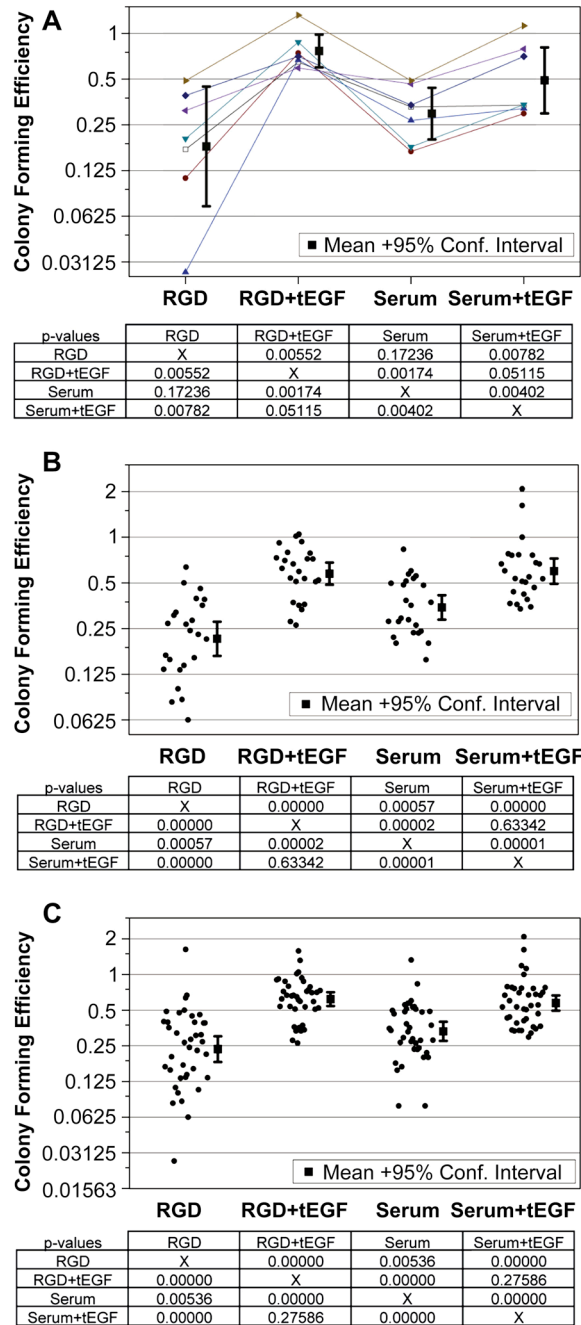 A
Colony Forming Efficiency
1
0.5
0.25
0.125
0.0625
0.03125
Mean +95% Conf. Interval
RGD RGD+tEGF Serum Serum+tEGF
p-values RGD RGD+tEGF Serum Serum+tEGF
RGD X 0.00552 0.17236 0.00782
RGD+tEGF 0.00552 X 0.00174 0.05115
Serum 0.17236 0.00174 X 0.00402
Serum+tEGF 0.00782 0.05115 0.00402 X
B
Colony Forming Efficiency
2
1
0.5
0.25
0.125
0.0625
Mean +95% Conf. Interval
RGD RGD+tEGF Serum Serum+tEGF
p-values RGD RGD+tEGF Serum Serum+tEGF
RGD X 0.00000 0.00057 0.00000
RGD+tEGF 0.00000 X 0.00002 0.63342
Serum 0.00057 0.00002 X 0.00001
Serum+tEGF 0.00000 0.63342 0.00001 X
C
Colony Forming Efficiency
2
1
0.5
0.25
0.125
0.0625
0.03125
0.01563
Mean +95% Conf. Interval
RGD RGD+tEGF Serum Serum+tEGF
p-values RGD RGD+tEGF Serum Serum+tEGF
RGD X 0.00000 0.00536 0.00000
RGD+tEGF 0.00000 X 0.00000 0.27586
Serum 0.00536 0.00000 X 0.00000
Serum+tEGF 0.00000 0.27586 0.00000 X